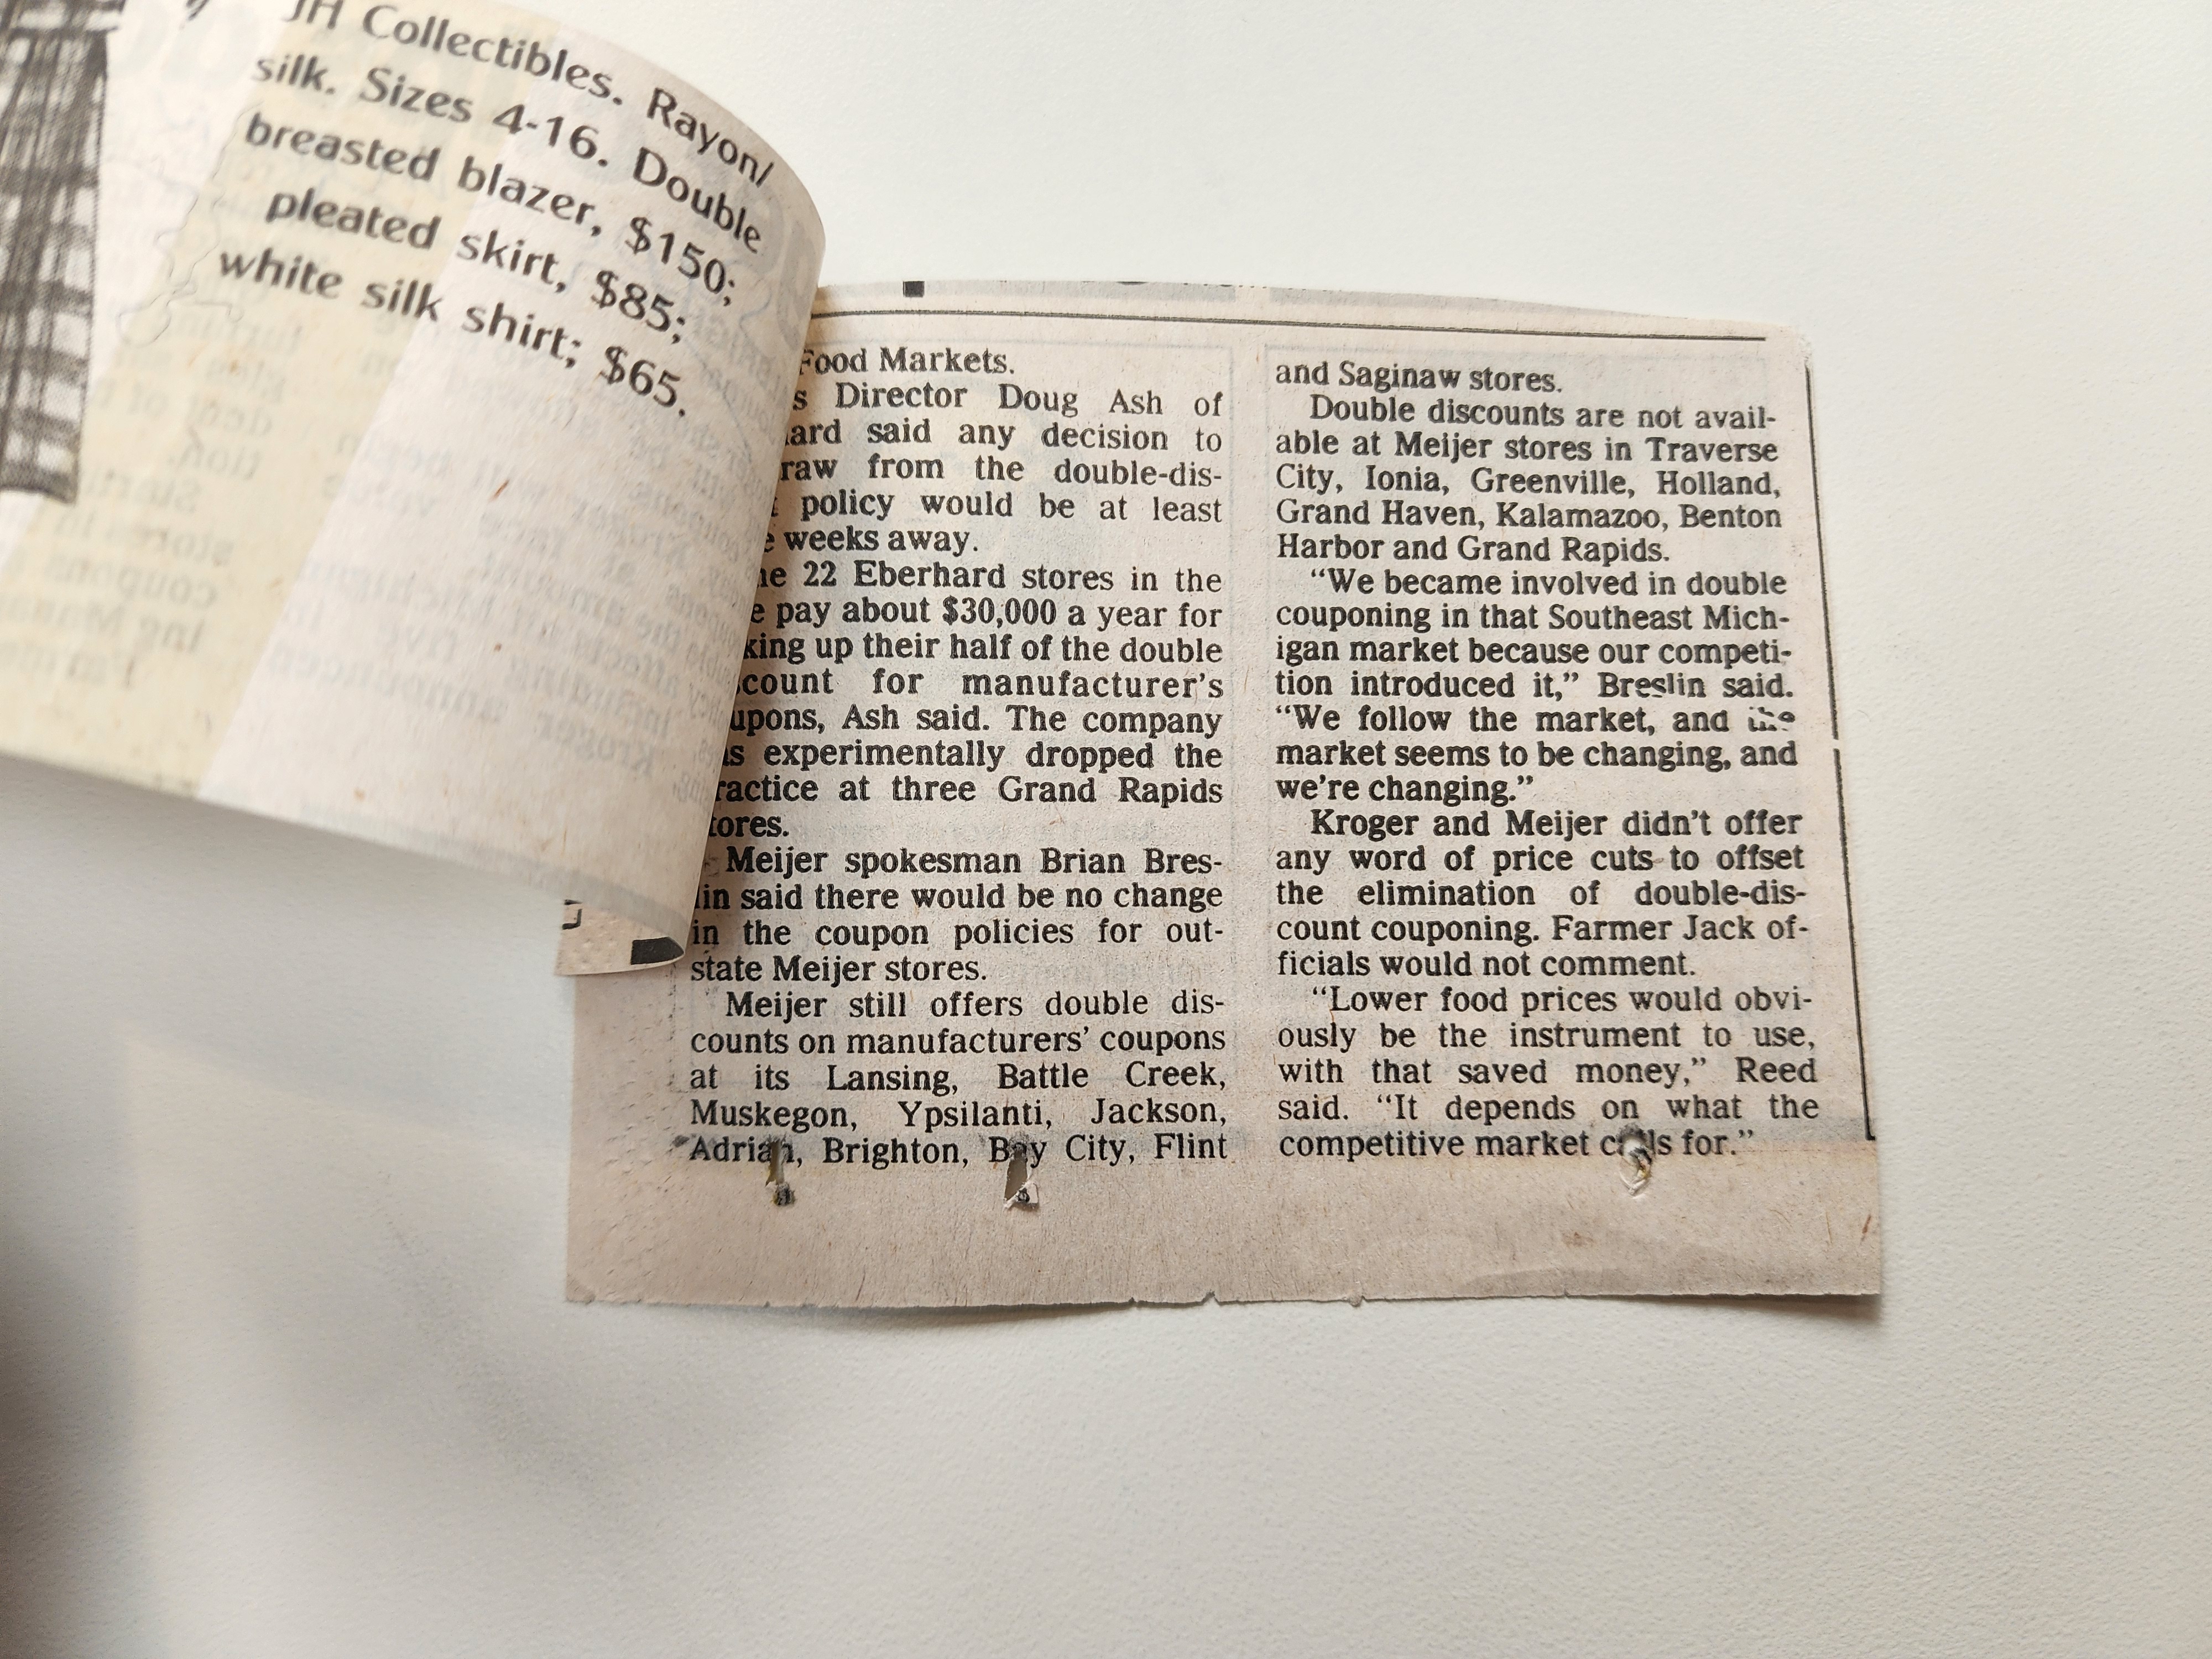 JH Collectibles. Rayon/
silk. Sizes 4-16. Double
breasted blazer, $150;
pleated skirt, $85;
white silk shirt; $65.
Food Markets.
Director Doug Ash of
said any decision to
from the double-dis-
policy would be at least
weeks away.
22 Eberhard stores in the
pay about $30,000 a year for
up their half of the double
for manufacturer's
Ash said. The company
experimentally dropped the
at three Grand Rapids
Meijer spokesman Brian Bres-
lin said there would be no change
in the coupon policies for out-
state Meijer stores.
Meijer still offers double dis-
counts on manufacturers' coupons
at its Lansing, Battle Creek,
Muskegon, Ypsilanti, Jackson,
Adrian, Brighton, Bay City, Flint
and Saginaw stores.
Double discounts are not avail-
able at Meijer stores in Traverse
City, Ionia, Greenville, Holland,
Grand Haven, Kalamazoo, Benton
Harbor and Grand Rapids.
"We became involved in double
couponing in that Southeast Mich-
igan market because our competi-
tion introduced it," Breslin said.
"We follow the market, and the
market seems to be changing, and
we're changing."
Kroger and Meijer didn't offer
any word of price cuts to offset
the elimination of double-dis-
count couponing. Farmer Jack of-
ficials would not comment.
"Lower food prices would obvi-
ously be the instrument to use,
with that saved money," Reed
said. "It depends on what the
competitive market calls for."